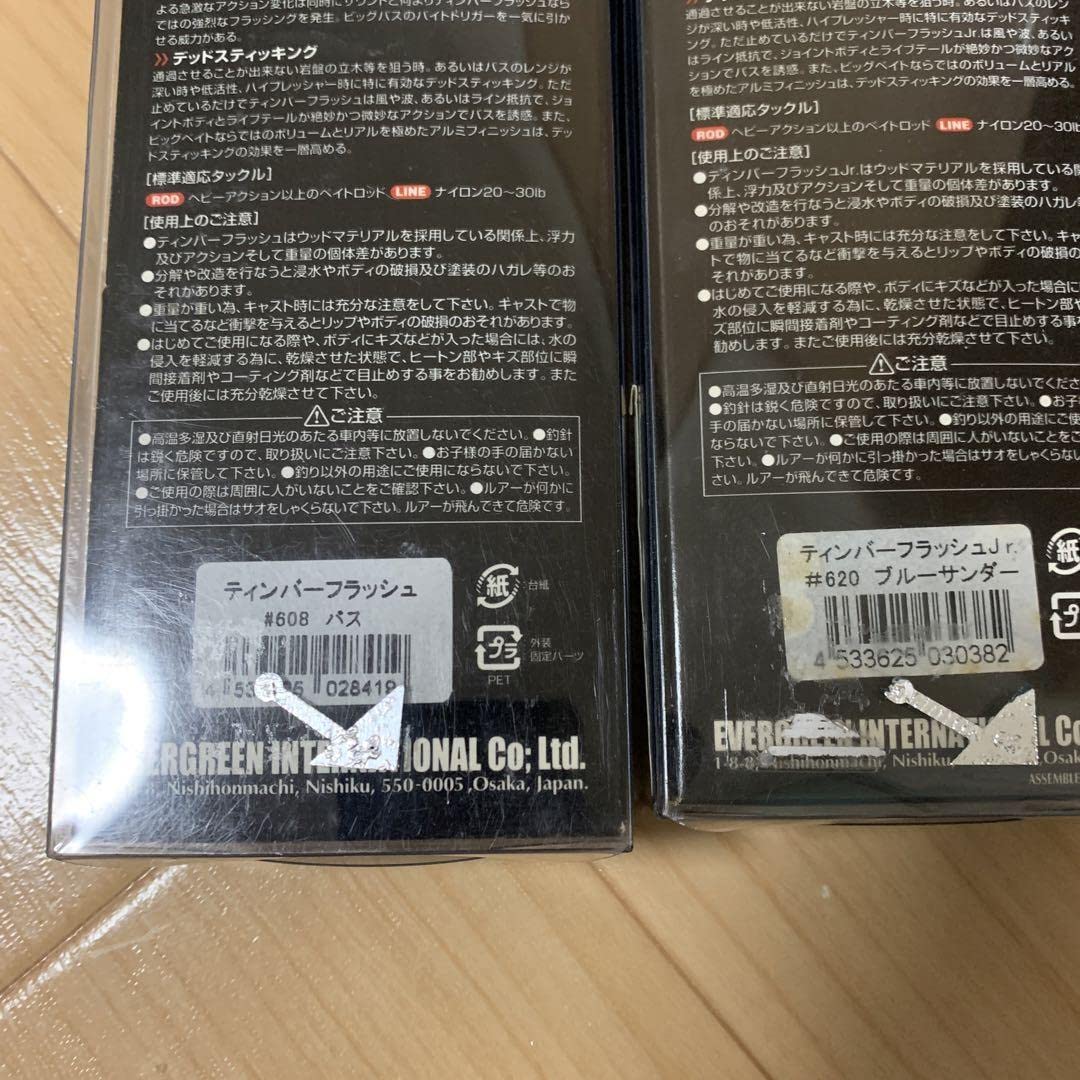 よる急激なアクション変化は同時にサウンドと何よりティンバーフラッシュなら
ではの強烈なフラッシングを発生。ビッグバスのバイトトリガーを一気に引か
せる威力がある。
》デッドスティッキング
通過させることが出来ない岩盤の立木等を狙う時。あるいはバスのレンジが
深い時や低活性、ハイプレッシャー時に特に有効なデッドスティッキング。ただ
止めているだけでティンバーフラッシュは風や波、あるいはライン抵抗で、ジョ
イントボディとライブテールが絶妙かつ微妙なアクションでバスを誘惑。また、
ビッグベイトならではのボリュームとリアルを極めたアルミフィニッシュは、デッ
ドスティッキングの効果を一層高める。
[標準適応タックル]
ROD ヘビーアクション以上のベイトロッド LINE ナイロン20〜30lb
[使用上のご注意]
●ティンバーフラッシュはウッドマテリアルを採用している関係上、浮力
及びアクションそして重量の個体差があります。
●分解や改造を行なうと浸水やボディの破損及び塗装のハガレ等のお
それがあります。
●重量が重い為、キャスト時には充分な注意をして下さい。キャストで物
に当てるなど衝撃を与えるとリップやボディの破損のおそれがあります。
●はじめてご使用になる際や、ボディにキズなどが入った場合には、水の
侵入を軽減する為に、乾燥させた状態で、ヒートン部やキズ部位に瞬
間接着剤やコーティング剤などで目止めする事をお勧めします。また
ご使用後には充分乾燥させて下さい。
⚠ご注意
●高温多湿及び直射日光のあたる車内等に放置しないでください。●釣針
は鋭く危険ですので、取り扱いにご注意下さい。●お子様の手の届かない
場所に保管して下さい。●釣り以外の用途にご使用にならないで下さい。
●ご使用の際は周囲に人がいないことをご確認下さい。●ルアーが何かに
引っ掛かった場合はサオをしゃくらないで下さい。ルアーが飛んできて危険です。
ティンバーフラッシュ
#608 バス
028419
紙 :台紙
プラ 外装
固定パーツ
PET
ERGREEN INTER IONAL Co; Ltd.
Nishihonmachi, Nishiku, 550-0005 ,Osaka, Japan.
通過させることが出来ない岩盤の立木等を狙う時。あるいはバスのレン
ジが深い時や低活性、ハイプレッシャー時に特に有効なデッドスティッキ
ング。ただ止めているだけでティンバーフラッシュJr.は風や波、あるい
はライン抵抗で、ジョイントボディとライブテールが絶妙かつ微妙なアク
ションでバスを誘惑。また、ビッグベイトならではのボリュームとリアル
を極めたアルミフィニッシュは、デッドスティッキングの効果を一層高める。
[標準適応タックル]
ROD ヘビーアクション以上のベイトロッド LINE ナイロン20〜30lb
[使用上のご注意]
●ティンバーフラッシュJr.はウッドマテリアルを採用している関
係上、浮力及びアクションそして重量の個体差があります。
●分解や改造を行なうと浸水やボディの破損及び塗装のハガレ等
のおそれがあります。
●重量が重い為、キャスト時には充分な注意をして下さい。キャ
トで物に当てるなど衝撃を与えるとリップやボディの破損のお
それがあります。
●はじめてご使用になる際や、ボディにキズなどが入った場合に
水の侵入を軽減する為に、乾燥させた状態で、ヒートン部や
ズ部位に瞬間接着剤やコーティング剤などで目止めする事
勧めします。またご使用後には充分乾燥させて下さい。
⚠ご注意
●高温多湿及び直射日光のあたる車内等に放置しないでくださ
●釣針は鋭く危険ですので、取り扱いにご注意下さい。●お子
手の届かない場所に保管して下さい。●釣り以外の用途にご使
ならないで下さい。●ご使用の際は周囲に人がいないことをご
下さい。●ルアーが何かに引っ掛かった場合はサオをしゃくらな
さい。ルアーが飛んできて危険です。
ティンバーフラッシュJr.
#620 ブルーサンダー
4 533625 030382
紙
プ
EVERGREEN INTERNAT L Co
1-8-8, Nishihonmachi, Nishiku, Osaka
ASSEMBLE